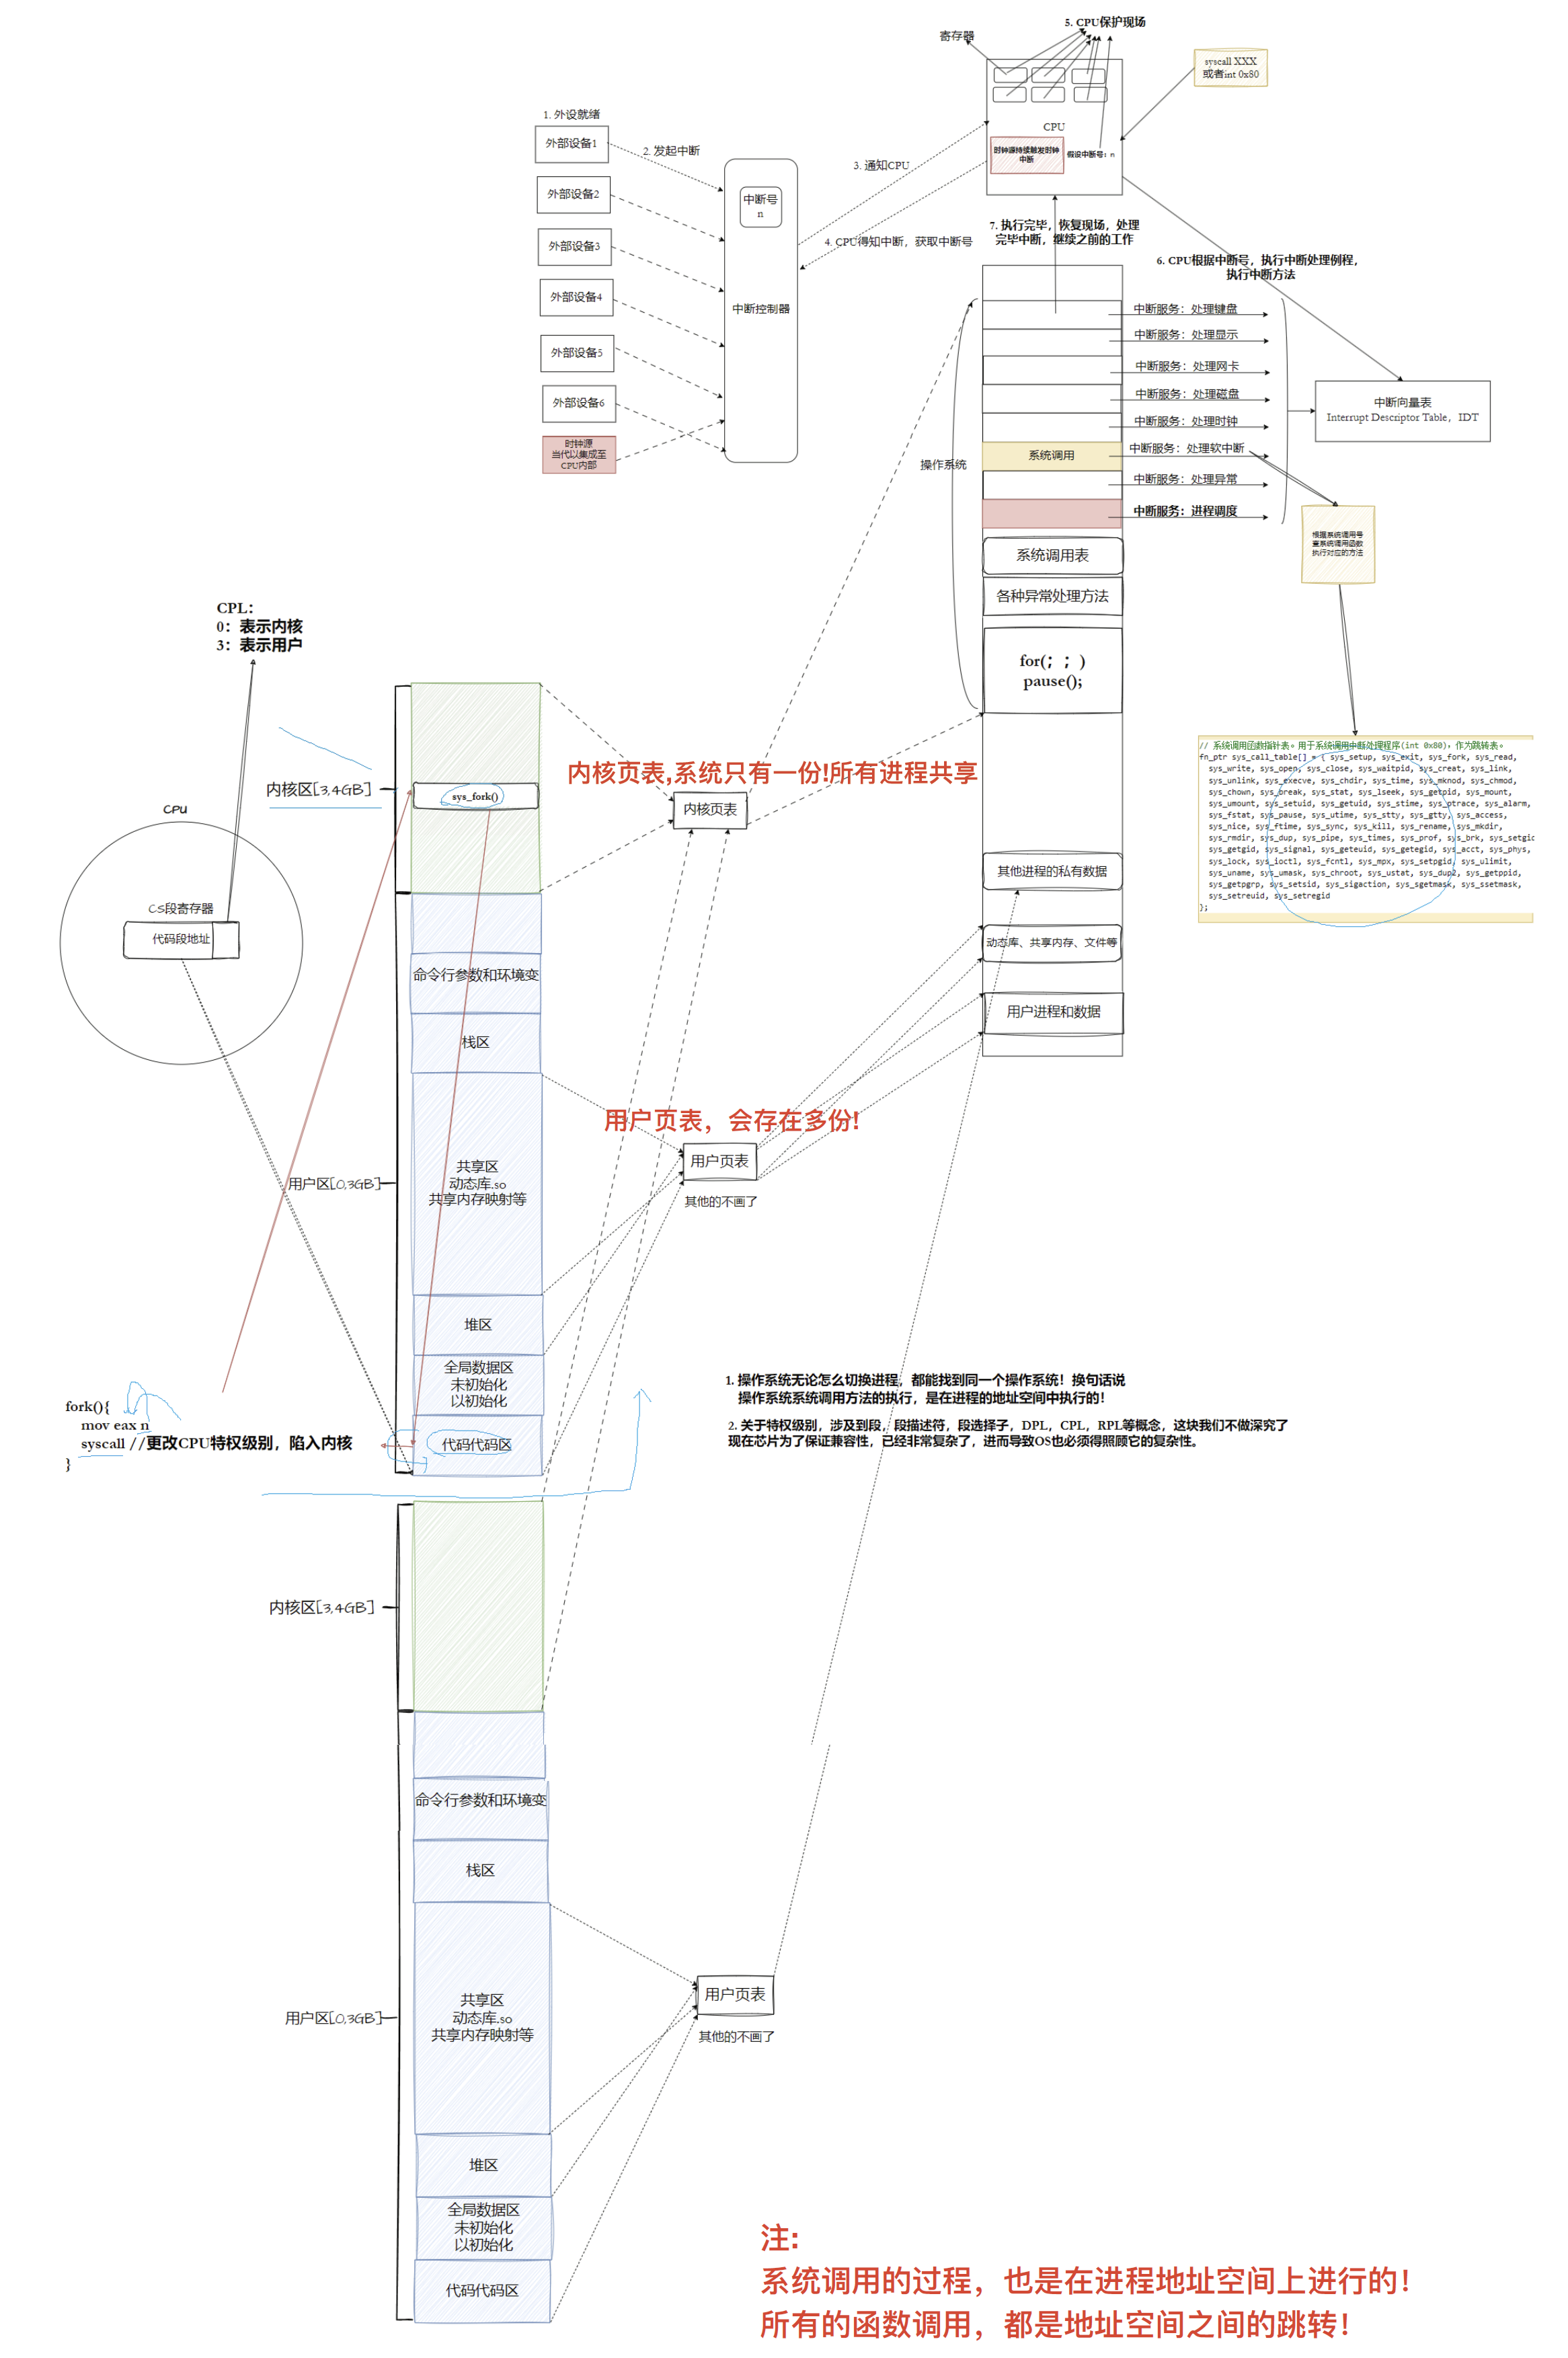 5. CPU保护现场
寄存器
syscall XXX
或者int 0x80
CPU
时钟源持续触发时钟
中断
假设中断号：n
1. 外设就绪
外部设备1
2. 发起中断
外部设备2
外部设备3
外部设备4
外部设备5
外部设备6
时钟源
当代以集成至
CPU内部
中断号
n
中断控制器
3. 通知CPU
4. CPU得知中断，获取中断号
7. 执行完毕，恢复现场，处理
完毕中断，继续之前的工作
6. CPU根据中断号，执行中断处理例程，
执行中断方法
中断服务：处理键盘
中断服务：处理显示
中断服务：处理网卡
中断服务：处理磁盘
中断服务：处理时钟
中断服务：处理软中断
中断服务：处理异常
中断服务：进程调度
中断向量表
Interrupt Descriptor Table，IDT
操作系统
系统调用
系统调用表
各种异常处理方法
for(；；)
pause();
根据系统调用号
查系统调用函数
执行对应的方法
// 系统调用函数指针表。用于系统调用中断处理程序(int 0x80)，作为跳转表。
fn_ptr sys_call_table[] = { sys_setup, sys_exit, sys_fork, sys_read,
sys_write, sys_open, sys_close, sys_waitpid, sys_creat, sys_link,
sys_unlink, sys_execve, sys_chdir, sys_time, sys_mknod, sys_chmod,
sys_chown, sys_break, sys_stat, sys_lseek, sys_getpid, sys_mount,
sys_umount, sys_setuid, sys_getuid, sys_stime, sys_ptrace, sys_alarm,
sys_fstat, sys_pause, sys_utime, sys_stty, sys_gtty, sys_access,
sys_nice, sys_ftime, sys_sync, sys_kill, sys_rename, sys_mkdir,
sys_rmdir, sys_dup, sys_pipe, sys_times, sys_prof, sys_brk, sys_setgid
sys_getgid, sys_signal, sys_geteuid, sys_getegid, sys_acct, sys_phys,
sys_lock, sys_ioctl, sys_fcntl, sys_mpx, sys_setpgid, sys_ulimit,
sys_uname, sys_umask, sys_chroot, sys_ustat, sys_dup2, sys_getppid,
sys_getpgrp, sys_setsid, sys_sigaction, sys_sgetmask, sys_ssetmask,
sys_setreuid, sys_setregid
};
CPL：
0：表示内核
3：表示用户
内核区[3,4GB]
sys_fork()
内核页表,系统只有一份!所有进程共享
内核页表
CPU
CS段寄存器
代码段地址
其他进程的私有数据
动态库、共享内存、文件等
用户进程和数据
命令行参数和环境变
栈区
用户页表，会存在多份!
用户页表
其他的不画了
用户区[0,3GB]
共享区
动态库.so
共享内存映射等
堆区
全局数据区
未初始化
以初始化
代码代码区
fork(){
mov eax n
syscall //更改CPU特权级别，陷入内核
}
1. 操作系统无论怎么切换进程，都能找到同一个操作系统！换句话说
操作系统系统调用方法的执行，是在进程的地址空间中执行的！
2. 关于特权级别，涉及到段，段描述符，段选择子，DPL，CPL，RPL等概念，这块我们不做深究了
现在芯片为了保证兼容性，已经非常复杂了，进而导致OS也必须得照顾它的复杂性。
内核区[3,4GB]
命令行参数和环境变
栈区
用户区[0,3GB]
共享区
动态库.so
共享内存映射等
用户页表
其他的不画了
堆区
全局数据区
未初始化
以初始化
代码代码区
注:
系统调用的过程，也是在进程地址空间上进行的!
所有的函数调用，都是地址空间之间的跳转!